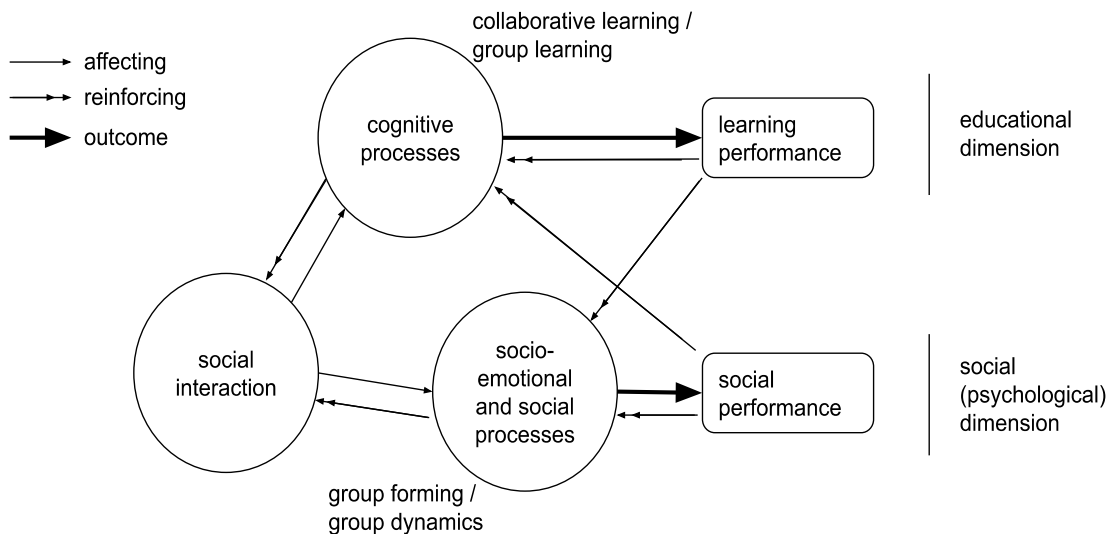 collaborative learning /
group learning
affecting
reinforcing
outcome
cognitive
processes
learning
performance
educational
dimension
social
interaction
socio-
emotional
and social
processes
social
performance
social
(psychological)
dimension
group forming /
group dynamics